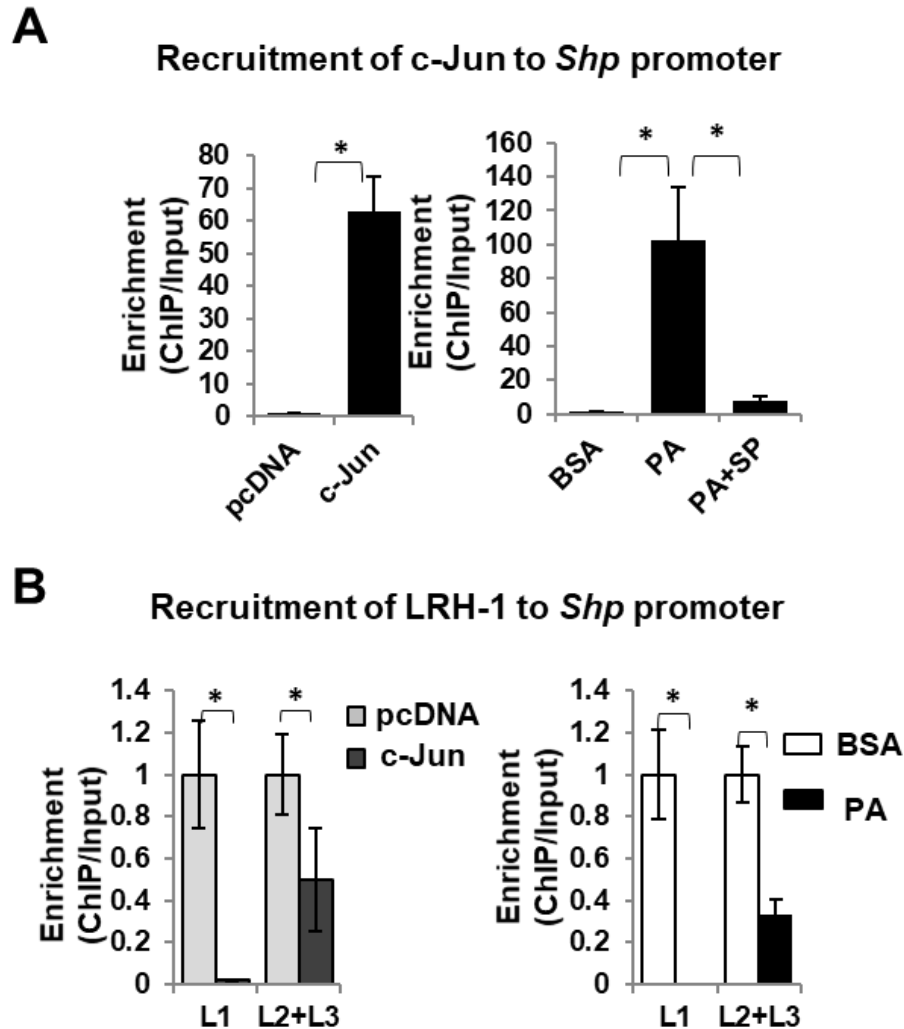 A
Recruitment of c-Jun to Shp promoter
Enrichment
(ChIP/Input)
80
70
60
50
40
30
20
10
0
*
pcDNA
c-Jun
Enrichment
(ChIP/Input)
160
140
120
100
80
60
40
20
0
*
*
BSA
PA
PA+SP
B
Recruitment of LRH-1 to Shp promoter
Enrichment
(ChIP/Input)
1.4
1.2
1
0.8
0.6
0.4
0.2
0
*
*
pcDNA
c-Jun
L1
L2+L3
Enrichment
(ChIP/Input)
1.4
1.2
1
0.8
0.6
0.4
0.2
0
*
*
BSA
PA
L1
L2+L3